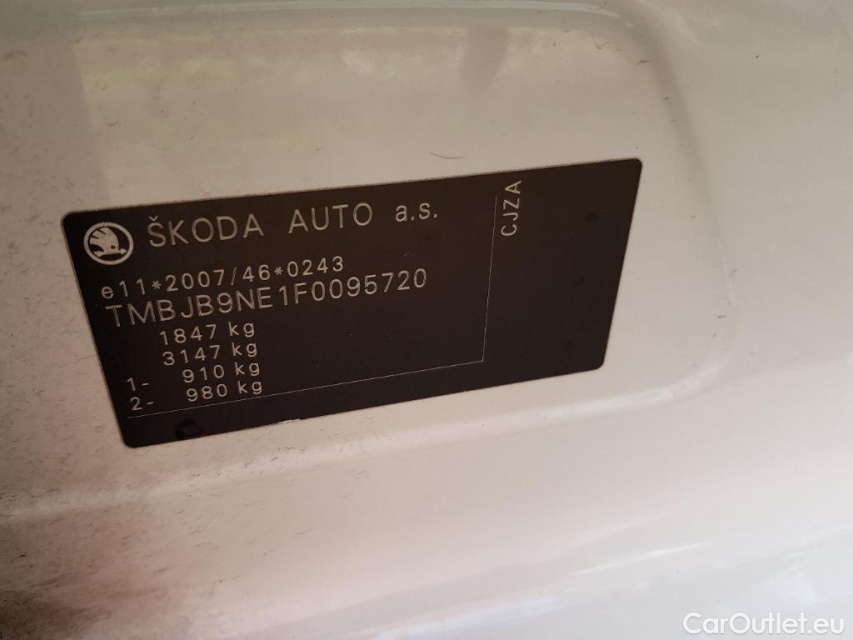 ŠKODA AUTO a.s.
CJZA
e11*2007/46*0243
TMBJB9NE1F0095720
1847 kg
3147 kg
1- 910 kg
2- 980 kg
CarOutlet.eu